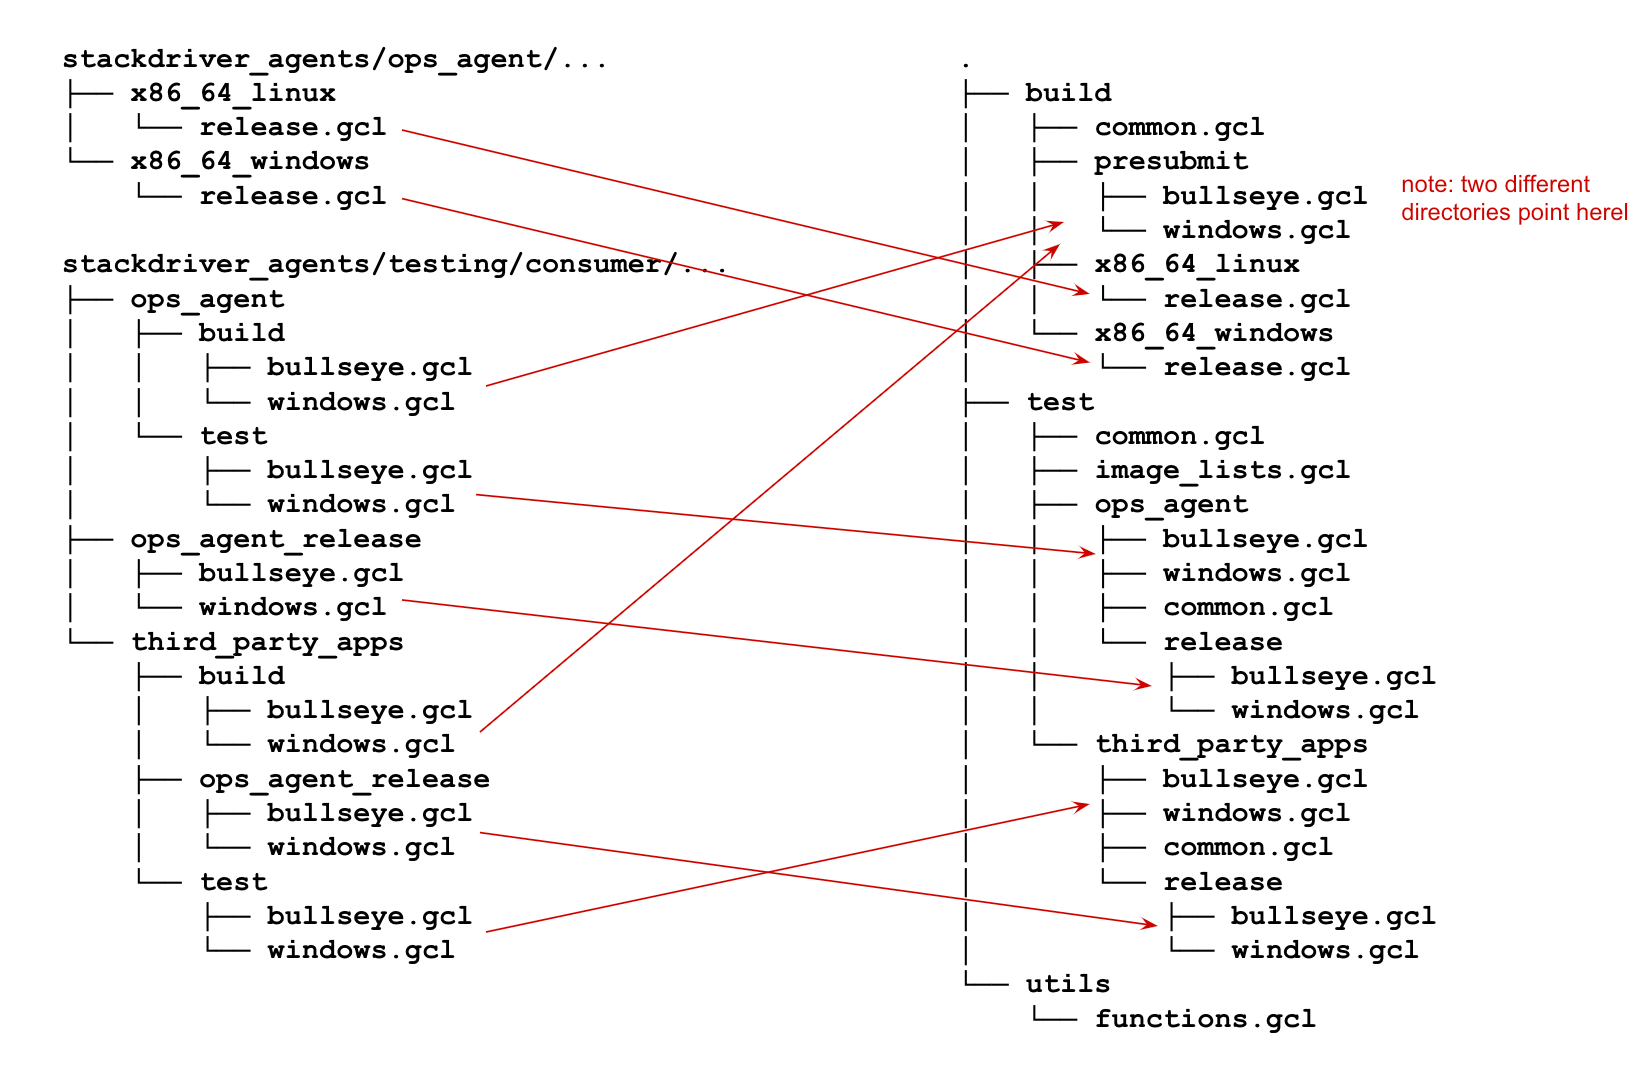 stackdriver_agents/ops_agent/...
├── x86_64_linux
│   └── release.gcl
└── x86_64_windows
    └── release.gcl
stackdriver_agents/testing/consumer/...
├── ops_agent
│   ├── build
│   │   ├── bullseye.gcl
│   │   └── windows.gcl
│   └── test
│       ├── bullseye.gcl
│       └── windows.gcl
├── ops_agent_release
│   ├── bullseye.gcl
│   └── windows.gcl
└── third_party_apps
    ├── build
    │   ├── bullseye.gcl
    │   └── windows.gcl
    ├── ops_agent_release
    │   ├── bullseye.gcl
    │   └── windows.gcl
    └── test
        ├── bullseye.gcl
        └── windows.gcl
.
├── build
│   ├── common.gcl
│   ├── presubmit
│   │   ├── bullseye.gcl
│   │   └── windows.gcl
│   ├── x86_64_linux
│   │   └── release.gcl
│   └── x86_64_windows
│       └── release.gcl
├── test
│   ├── common.gcl
│   ├── image_lists.gcl
│   ├── ops_agent
│   │   ├── bullseye.gcl
│   │   ├── windows.gcl
│   │   ├── common.gcl
│   │   └── release
│   │       ├── bullseye.gcl
│   │       └── windows.gcl
│   └── third_party_apps
│       ├── bullseye.gcl
│       ├── windows.gcl
│       ├── common.gcl
│       └── release
│           ├── bullseye.gcl
│           └── windows.gcl
└── utils
    └── functions.gcl
note: two different
directories point here!